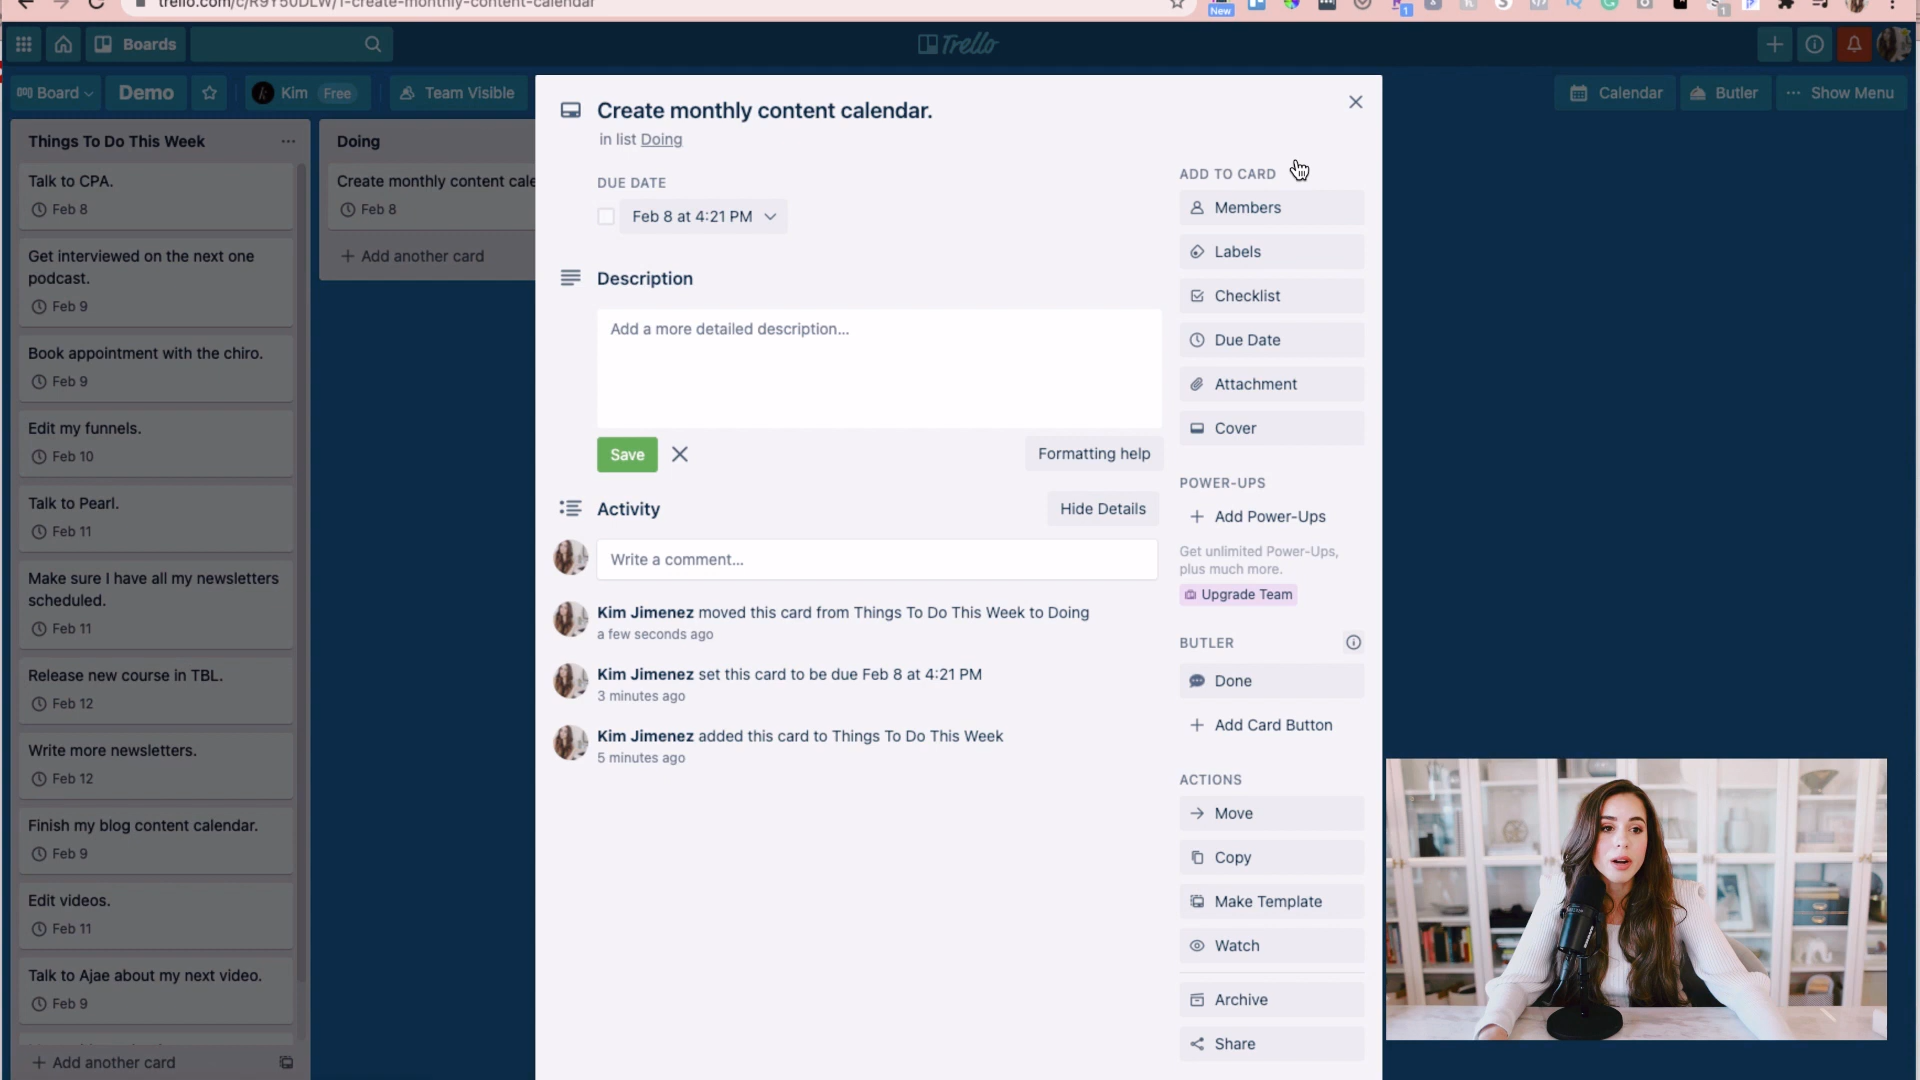 trello.com/c/R9Y50DLW/1-create-monthly-content-calendar
New
1
1
Boards
Trello
Board
Demo
Kim Free
Team Visible
Calendar
Butler
Show Menu
Things To Do This Week
Talk to CPA.
Feb 8
Get interviewed on the next one
podcast.
Feb 9
Book appointment with the chiro.
Feb 9
Edit my funnels.
Feb 10
Talk to Pearl.
Feb 11
Make sure I have all my newsletters
scheduled.
Feb 11
Release new course in TBL.
Feb 12
Write more newsletters.
Feb 12
Finish my blog content calendar.
Feb 9
Edit videos.
Feb 11
Talk to Ajae about my next video.
Feb 9
Add another card
Doing
Create monthly content cale
Feb 8
Add another card
Create monthly content calendar.
in list Doing
DUE DATE
Feb 8 at 4:21 PM
Description
Add a more detailed description...
Save
Formatting help
Activity
Hide Details
Write a comment...
Kim Jimenez moved this card from Things To Do This Week to Doing
a few seconds ago
Kim Jimenez set this card to be due Feb 8 at 4:21 PM
3 minutes ago
Kim Jimenez added this card to Things To Do This Week
5 minutes ago
ADD TO CARD
Members
Labels
Checklist
Due Date
Attachment
Cover
POWER-UPS
Add Power-Ups
Get unlimited Power-Ups,
plus much more.
Upgrade Team
BUTLER
Done
Add Card Button
ACTIONS
Move
Copy
Make Template
Watch
Archive
Share